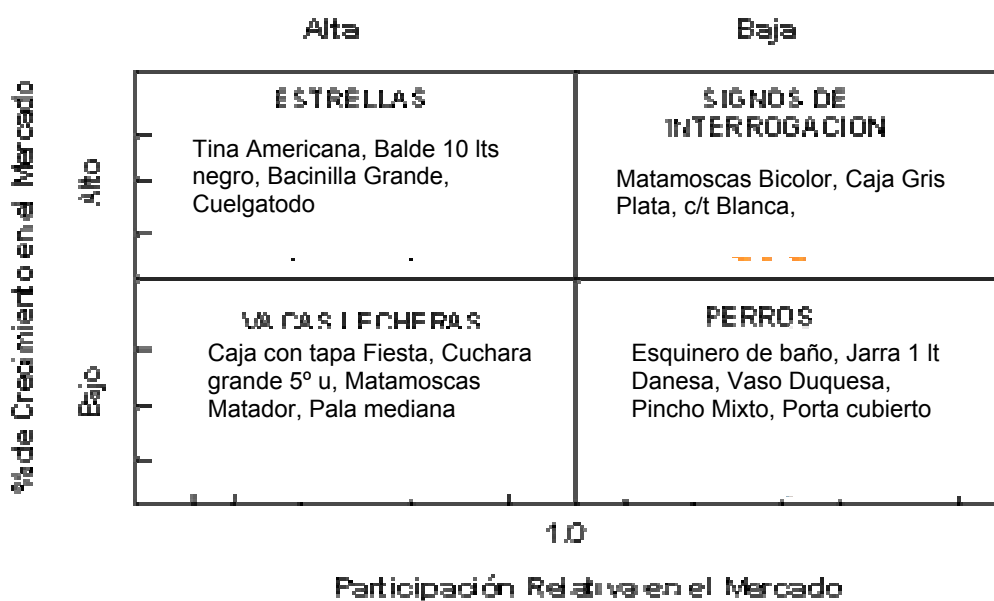 Alta
Baja
ESTRELLAS
Tina Americana, Balde 10 lts
negro, Bacinilla Grande,
Cuelgatodo
SIGNOS DE
INTERROGACION
Matamoscas Bicolor, Caja Gris
Plata, c/t Blanca,
% de Crecimiento en el Mercado
Alto
Bajo
VACAS LECHERAS
Caja con tapa Fiesta, Cuchara
grande 5º u, Matamoscas
Matador, Pala mediana
PERROS
Esquinero de baño, Jarra 1 lt
Danesa, Vaso Duquesa,
Pincho Mixto, Porta cubierto
1.0
Participación Relativa en el Mercado